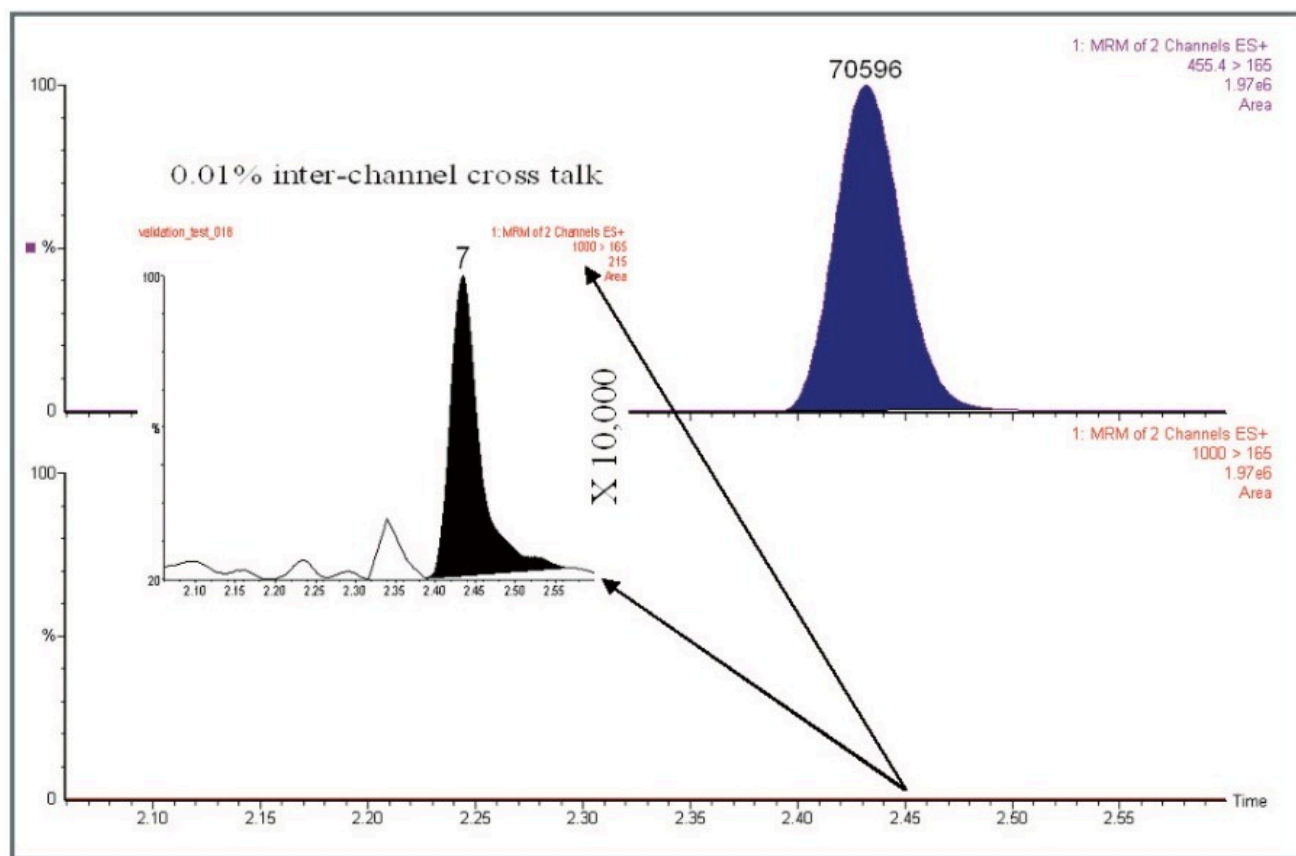 1: MRM of 2 Channels ES+
455.4 > 165
1.97e6
Area
70596
100
%
0
0.01% inter-channel cross talk
validation_test_018
1: MRM of 2 Channels ES+
1000 > 165
215
Area
7
100
%
20
2.10 2.15 2.20 2.25 2.30 2.35 2.40 2.45 2.50 2.55
X 10,000
1: MRM of 2 Channels ES+
1000 > 165
1.97e6
Area
100
%
0
2.10 2.15 2.20 2.25 2.30 2.35 2.40 2.45 2.50 2.55
Time